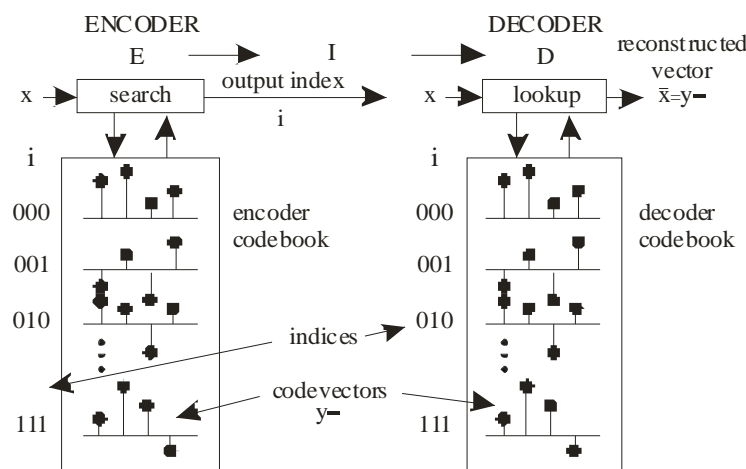 ENCODER DECODER
E I D
reconstructed
vector
x search output index x lookup x̄=y-
i
i i
000 000
encoder
codebook
decoder
codebook
001 001
010 010
indices
codevectors
y-
111 111